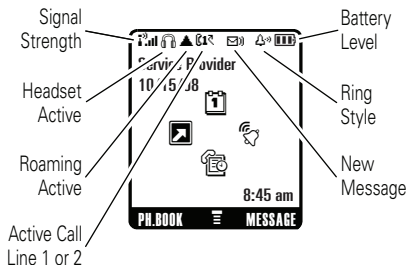 Signal
Strength
Battery
Level
Service Provider
10/15/08
Headset
Active
Ring
Style
1
Roaming
Active
New
Message
8:45 am
PH.BOOK MESSAGE
Active Call
Line 1 or 2